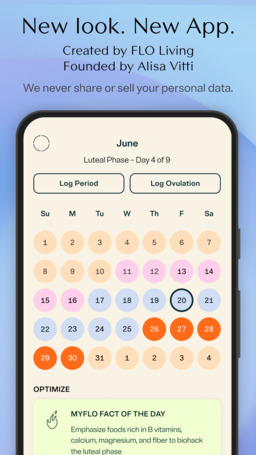 New look. New App.
Created by FLO Living
Founded by Alisa Vitti
We never share or sell your personal data.
June
Luteal Phase - Day 4 of 9
Log Period Log Ovulation
Su M Tu W Th F Sa
1 2 3 4 5 6 7
8 9 10 11 12 13 14
15 16 17 18 19 20 21
22 23 24 25 26 27 28
29 30 31 1 2 3 4
OPTIMIZE
MYFLO FACT OF THE DAY
Emphasize foods rich in B vitamins,
calcium, magnesium, and fiber to biohack
the luteal phase